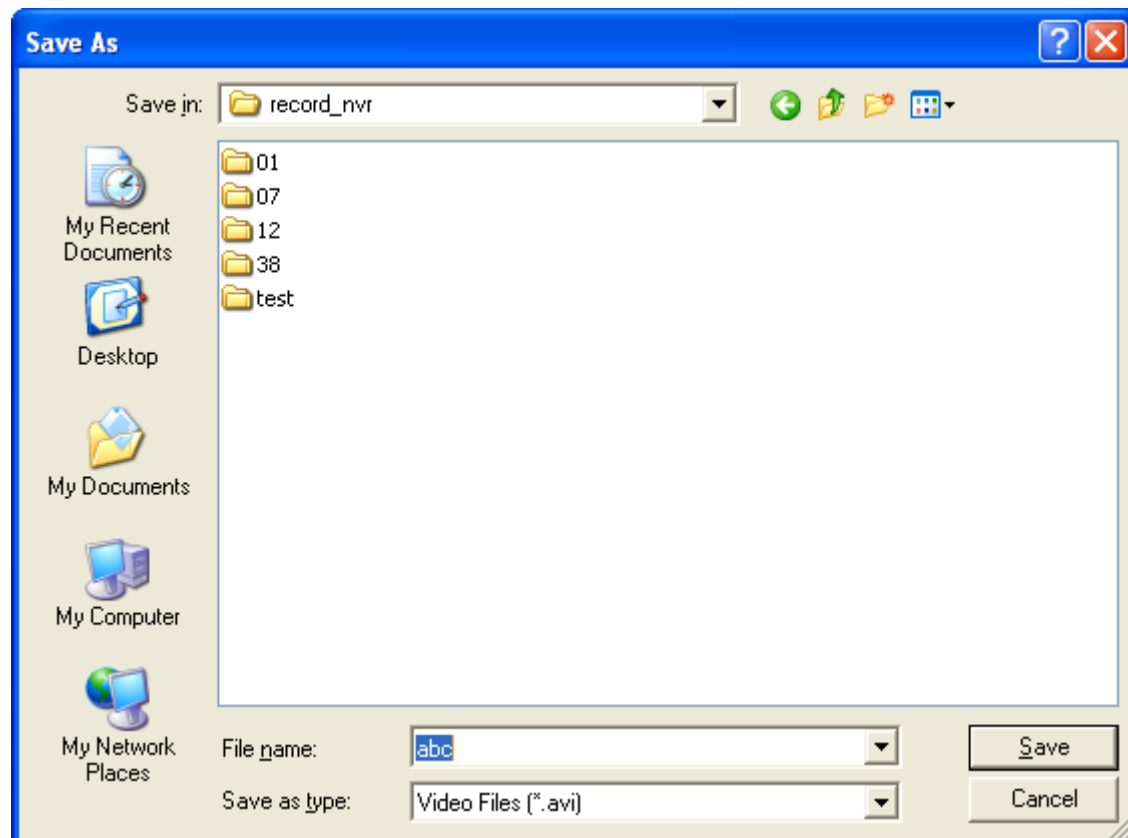 Save As
Save in: record_nvr
01
07
12
38
test
My Recent
Documents
Desktop
My Documents
My Computer
My Network
Places
File name: abc Save
Save as type: Video Files (*.avi) Cancel